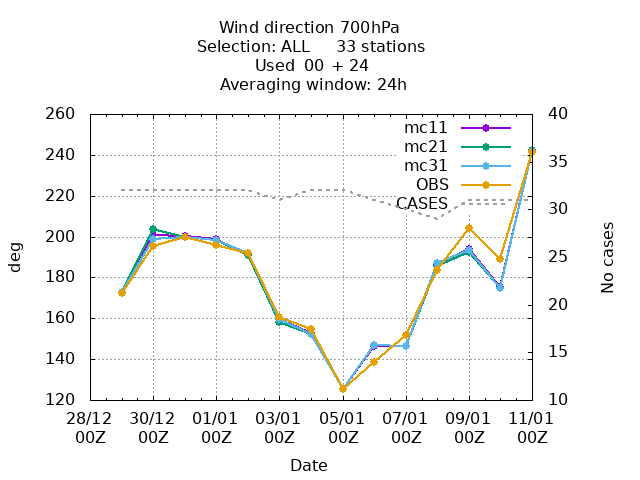 Wind direction 700hPa
Selection: ALL 33 stations
Used 00 + 24
Averaging window: 24h
260
240
220
200
180
160
140
120
deg
40
35
30
25
20
15
10
No cases
mc11
mc21
mc31
OBS
CASES
28/12 30/12 01/01 03/01 05/01 07/01 09/01 11/01
00Z 00Z 00Z 00Z 00Z 00Z 00Z 00Z
Date